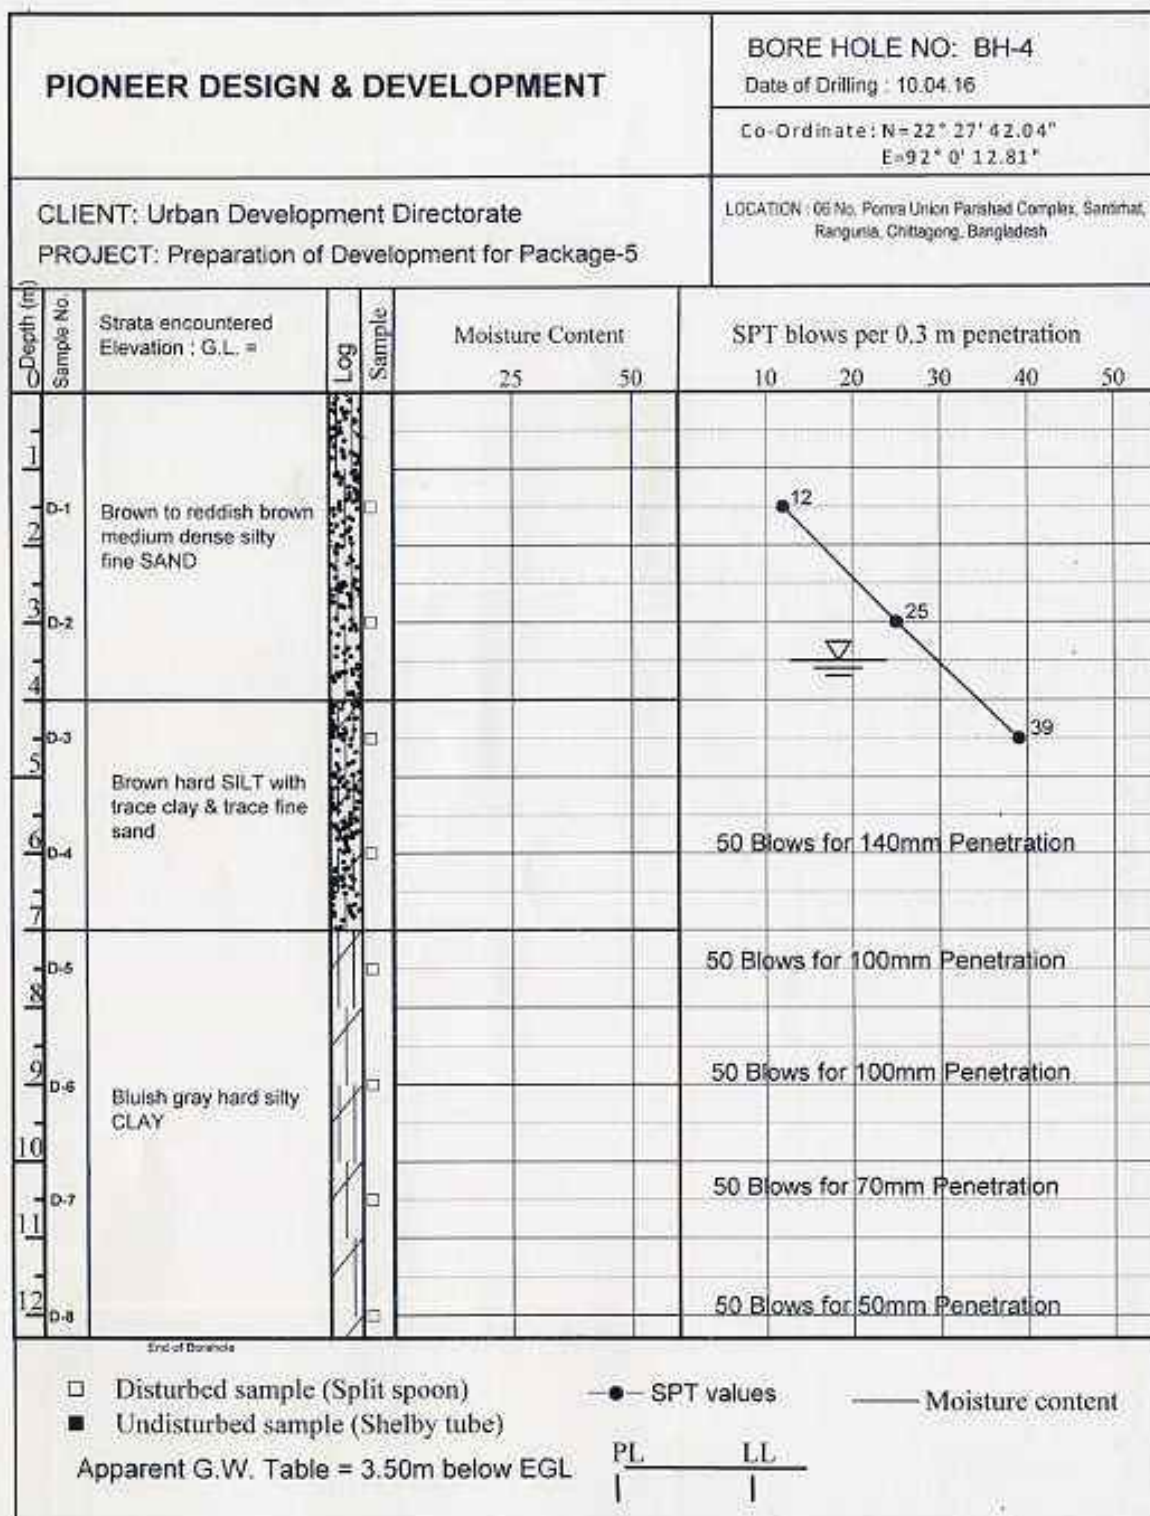 PIONEER DESIGN & DEVELOPMENT
BORE HOLE NO: BH-4
Date of Drilling : 10.04.16
Co-Ordinate: N=22° 27' 42.04"
E=92° 0' 12.81"
CLIENT: Urban Development Directorate
PROJECT: Preparation of Development for Package-5
LOCATION : 06 No. Pomra Union Parishad Complex, Santirhat,
Rangunia, Chittagong, Bangladesh
Depth (m)
0
Sample No.
Strata encountered
Elevation : G.L. =
Log
Sample
Moisture Content
25 50
SPT blows per 0.3 m penetration
10 20 30 40 50
1
D-1
2
Brown to reddish brown
medium dense silty
fine SAND
12
3
D-2
25
4
D-3
39
5
Brown hard SILT with
trace clay & trace fine
sand
6
D-4
50 Blows for 140mm Penetration
7
D-5
50 Blows for 100mm Penetration
8
9
D-6
50 Blows for 100mm Penetration
Bluish gray hard silty
CLAY
10
D-7
50 Blows for 70mm Penetration
11
12
D-8
50 Blows for 50mm Penetration
End of Borehole
Disturbed sample (Split spoon)
SPT values
Moisture content
Undisturbed sample (Shelby tube)
Apparent G.W. Table = 3.50m below EGL
PL LL